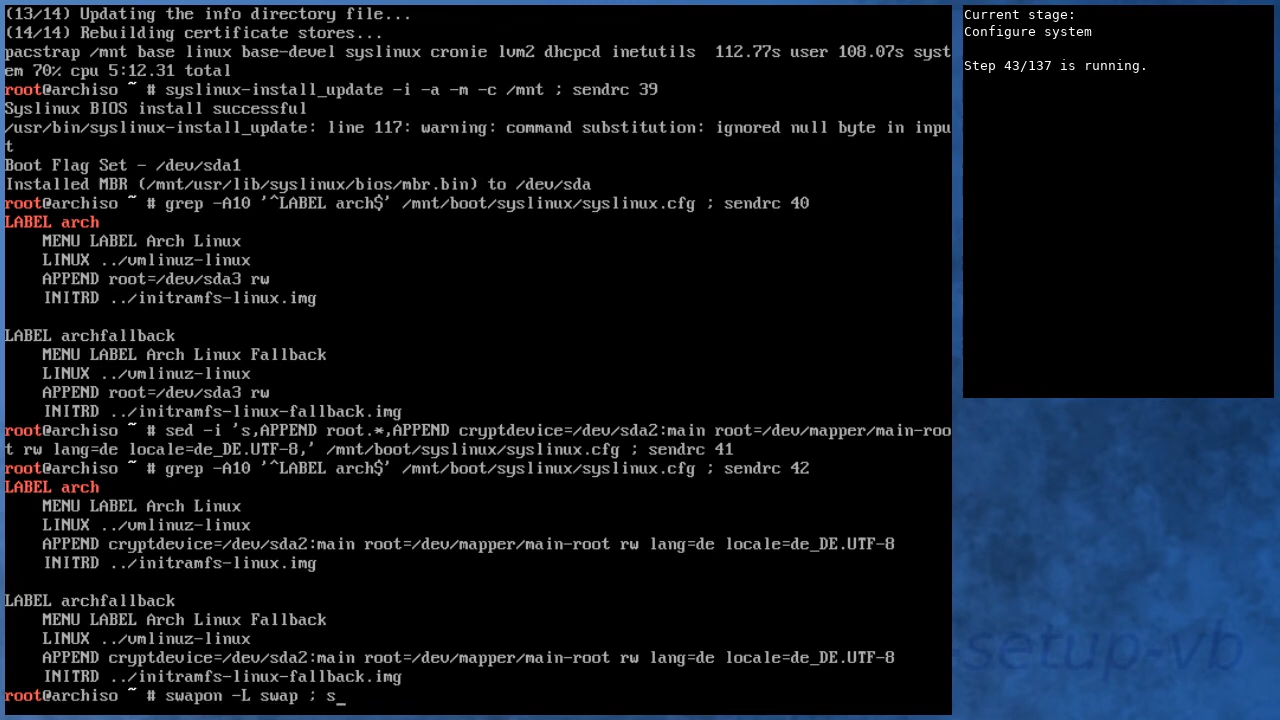 (13/14) Updating the info directory file...
(14/14) Rebuilding certificate stores...
pacstrap /mnt base linux base-devel syslinux cronie lvm2 dhcpcd inetutils  112.77s user 108.07s syst
em 70% cpu 5:12.31 total
root@archiso ~ # syslinux-install_update -i -a -m -c /mnt ; sendrc 39
Syslinux BIOS install successful
/usr/bin/syslinux-install_update: line 117: warning: command substitution: ignored null byte in inpu
t
Boot Flag Set - /dev/sda1
Installed MBR (/mnt/usr/lib/syslinux/bios/mbr.bin) to /dev/sda
root@archiso ~ # grep -A10 '^LABEL arch$' /mnt/boot/syslinux/syslinux.cfg ; sendrc 40
LABEL arch
    MENU LABEL Arch Linux
    LINUX ../vmlinuz-linux
    APPEND root=/dev/sda3 rw
    INITRD ../initramfs-linux.img

LABEL archfallback
    MENU LABEL Arch Linux Fallback
    LINUX ../vmlinuz-linux
    APPEND root=/dev/sda3 rw
    INITRD ../initramfs-linux-fallback.img
root@archiso ~ # sed -i 's,APPEND root.*,APPEND cryptdevice=/dev/sda2:main root=/dev/mapper/main-roo
t rw lang=de locale=de_DE.UTF-8,' /mnt/boot/syslinux/syslinux.cfg ; sendrc 41
root@archiso ~ # grep -A10 '^LABEL arch$' /mnt/boot/syslinux/syslinux.cfg ; sendrc 42
LABEL arch
    MENU LABEL Arch Linux
    LINUX ../vmlinuz-linux
    APPEND cryptdevice=/dev/sda2:main root=/dev/mapper/main-root rw lang=de locale=de_DE.UTF-8
    INITRD ../initramfs-linux.img

LABEL archfallback
    MENU LABEL Arch Linux Fallback
    LINUX ../vmlinuz-linux
    APPEND cryptdevice=/dev/sda2:main root=/dev/mapper/main-root rw lang=de locale=de_DE.UTF-8
    INITRD ../initramfs-linux-fallback.img
root@archiso ~ # swapon -L swap ; s_
Current stage:
Configure system

Step 43/137 is running.
setup-vb